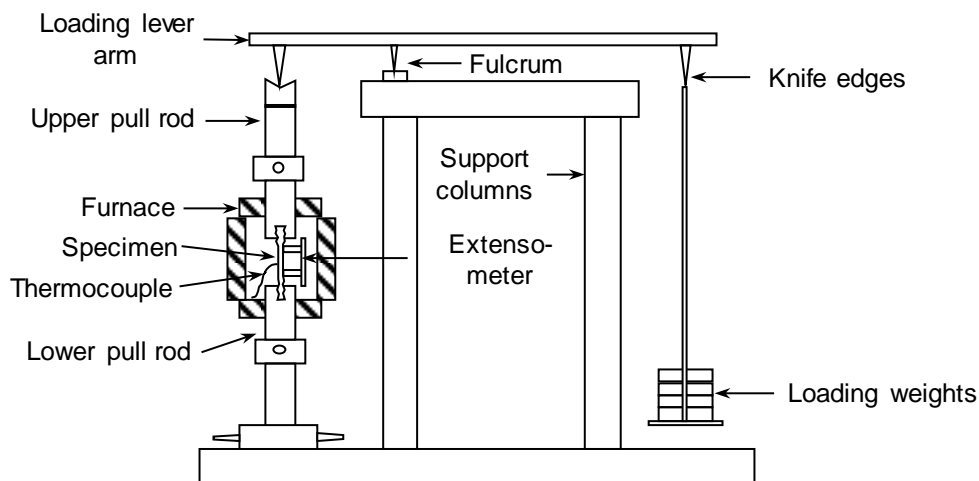 Loading lever
arm
Fulcrum
Knife edges
Upper pull rod
Support
columns
Furnace
Specimen
Extenso-
meter
Thermocouple
Lower pull rod
Loading weights